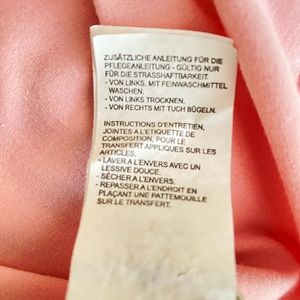 ZUSÄTZLICHE ANLEITUNG FÜR DIE
PFLEGEANLEITUNG - GÜLTIG NUR
FÜR DIE STRASSHAFTBARKEIT.
- VON LINKS, MIT FEINWASCHMITTEL
WASCHEN.
- VON LINKS TROCKNEN.
- VON RECHTS MIT TUCH BÜGELN.
INSTRUCTIONS D'ENTRETIEN,
JOINTES A L'ETIQUETTE DE
COMPOSITION, POUR LE
TRANSFERT APPLIQUES SUR LES
ARTICLES.
- LAVER A L'ENVERS AVEC UN
LESSIVE DOUCE.
- SÉCHER A L'ENVERS.
- REPASSER A L'ENDROIT EN
PLAÇANT UNE PATTEMOUILLE
SUR LE TRANSFERT.